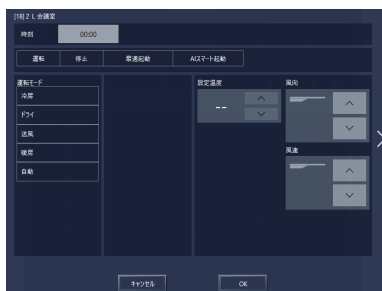 [18]2L会議室
時刻 00:00
運転 停止 最適起動 AIスマート起動
運転モード 設定温度 風向
冷房
ドライ
--
送風
暖房 風速
自動
キャンセル OK